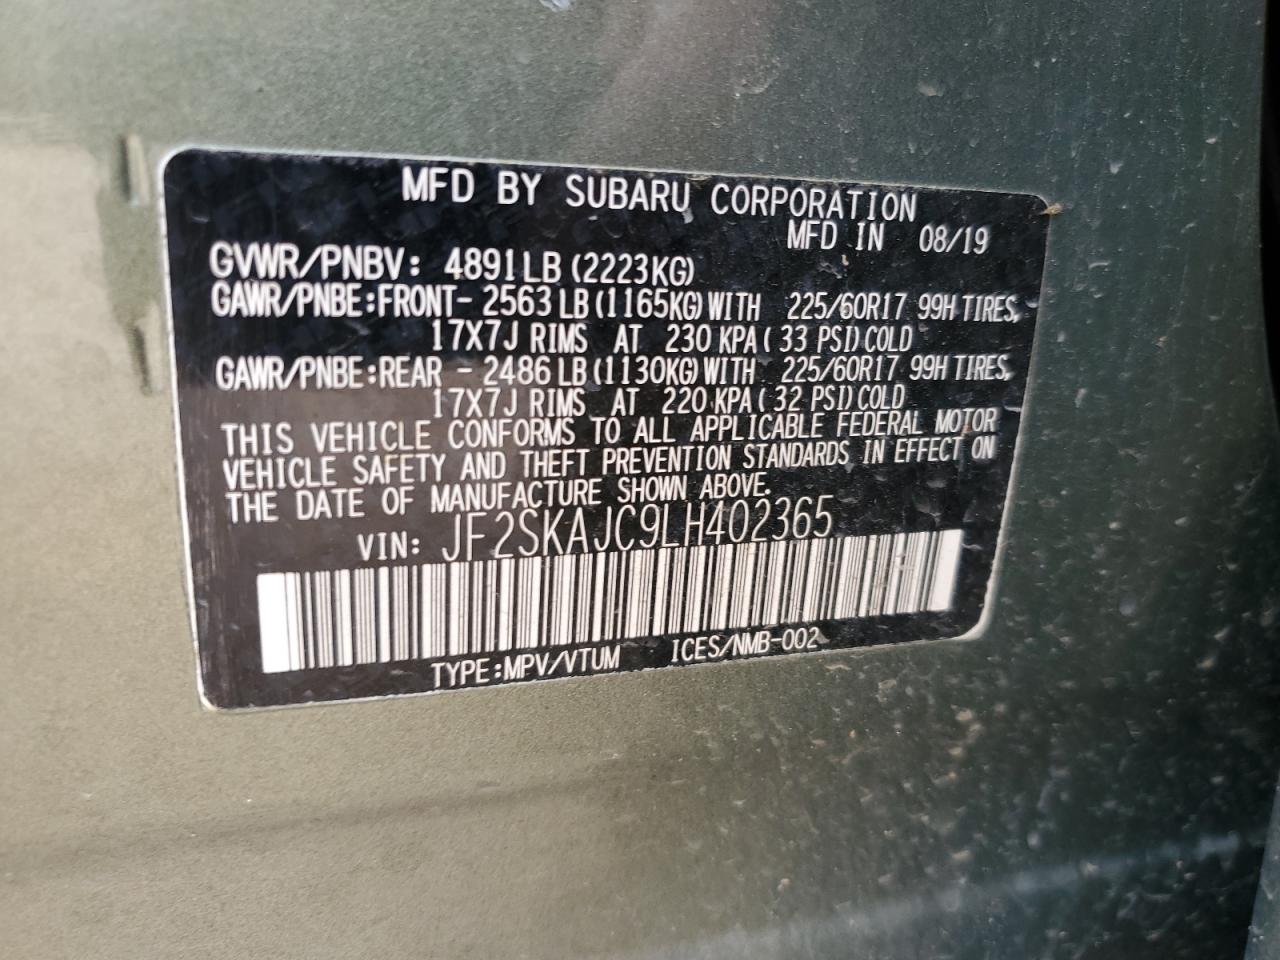 MFD BY SUBARU CORPORATION
MFD IN 08/19
GVWR/PNBV: 4891LB (2223KG)
GAWR/PNBE:FRONT- 2563 LB (1165KG) WITH 225/60R17 99H TIRES,
17X7J RIMS AT 230 KPA ( 33 PSI) COLD
GAWR/PNBE:REAR - 2486 LB (1130KG) WITH 225/60R17 99H TIRES,
17X7J RIMS AT 220 KPA ( 32 PSI) COLD
THIS VEHICLE CONFORMS TO ALL APPLICABLE FEDERAL MOTOR
VEHICLE SAFETY AND THEFT PREVENTION STANDARDS IN EFFECT ON
THE DATE OF MANUFACTURE SHOWN ABOVE.
VIN: JF2SKAJC9LH402365
TYPE:MPV/VTUM ICES/NMB-002